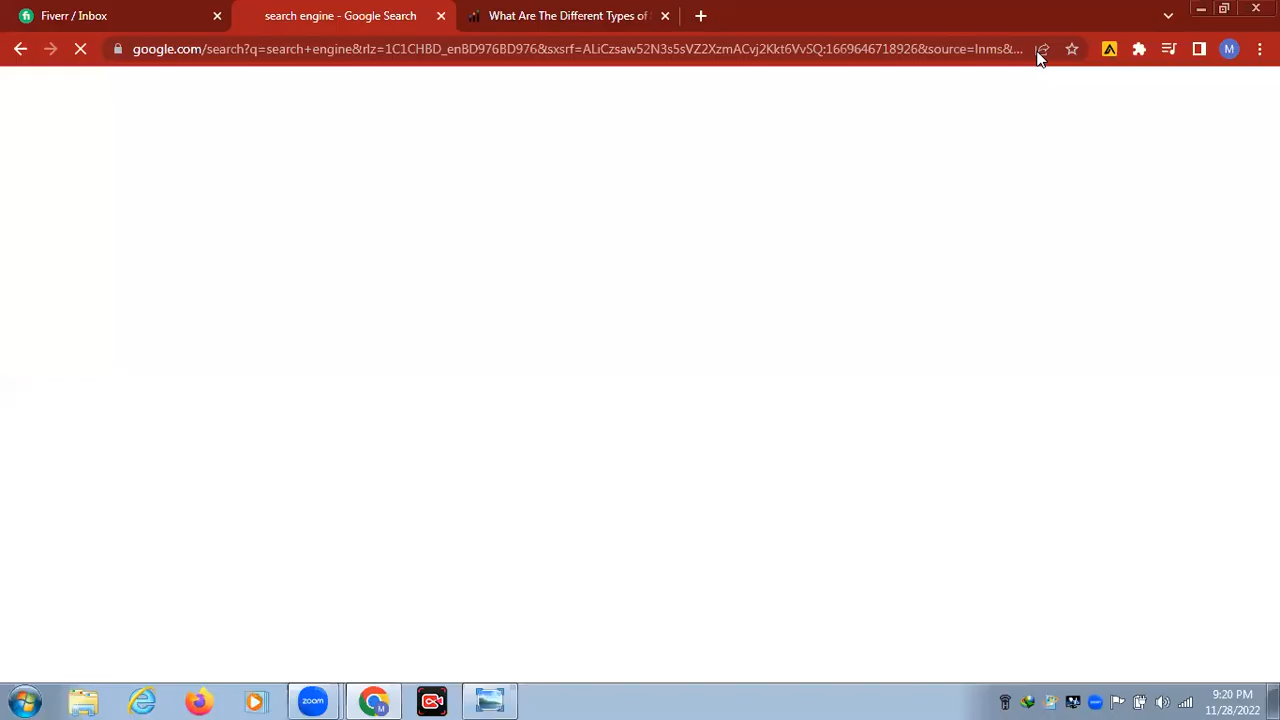 Fiverr / Inbox
search engine - Google Search
What Are The Different Types of
google.com/search?q=search+engine&rlz=1C1CHBD_enBD976BD976&sxsrf=ALiCzsaw52N3s5sVZ2XzmACvj2Kkt6VvSQ:1669646718926&source=lnms&...
M
zoom
M
9:20 PM
11/28/2022